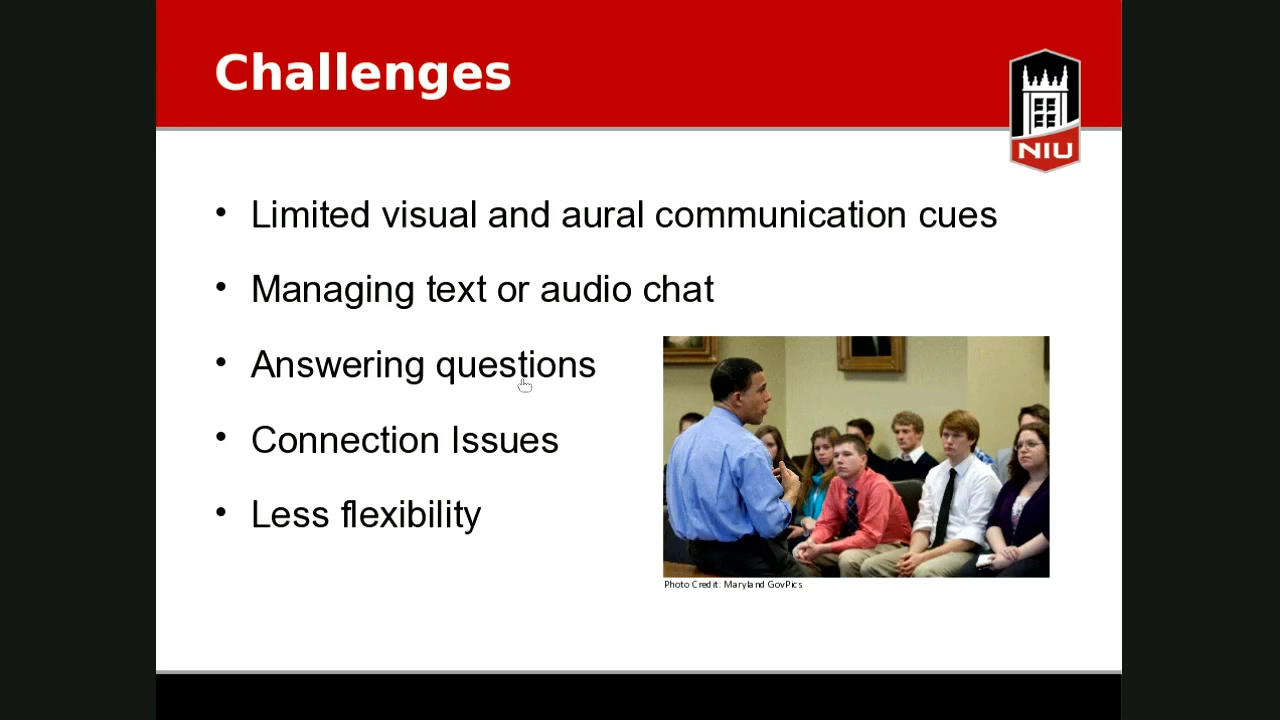 Challenges
NIU
• Limited visual and aural communication cues
• Managing text or audio chat
• Answering questions
• Connection Issues
• Less flexibility
Photo Credit: Maryland GovPics